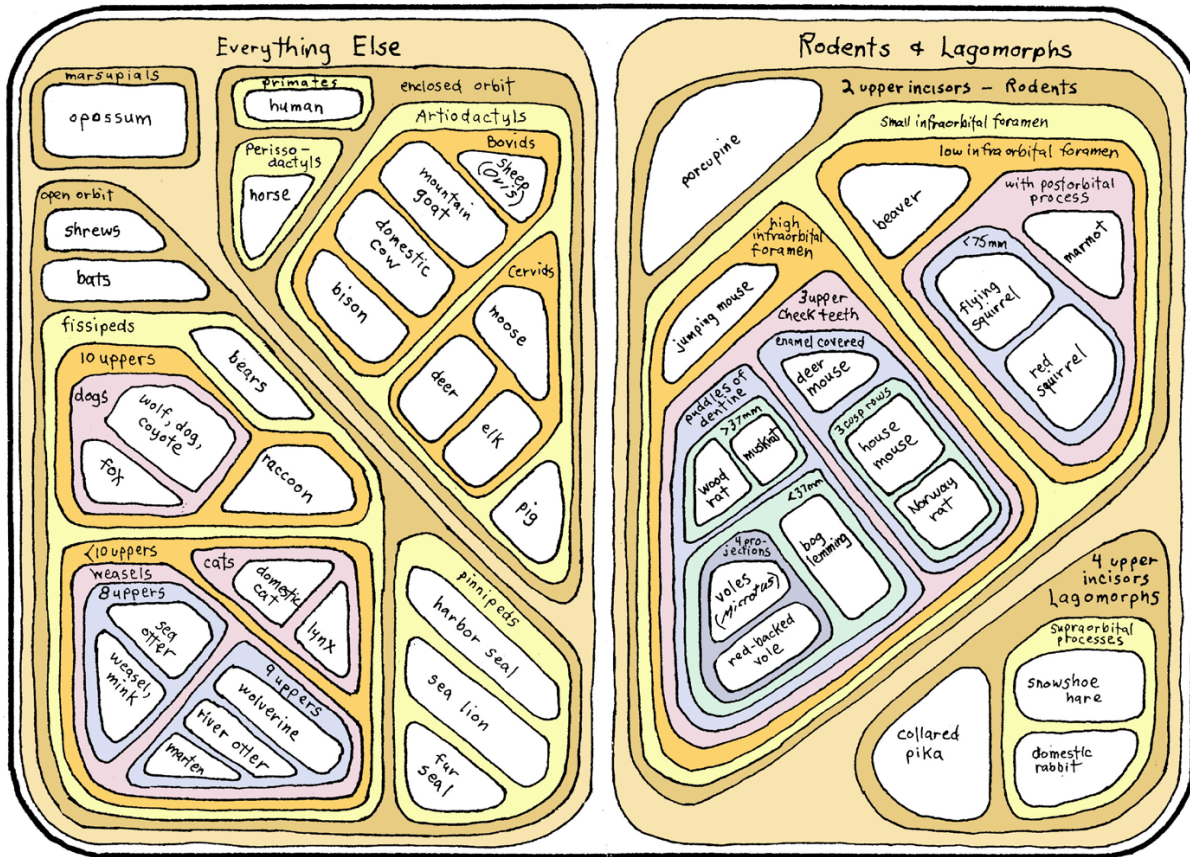 Everything Else
marsupials
opossum
primates
human
enclosed orbit
Perisso-
dactyls
horse
Artiodactyls
Bovids
sheep
(Ovis)
mountain
goat
domestic
cow
bison
Cervids
moose
deer
elk
pig
open orbit
shrews
bats
fissipeds
bears
10 uppers
dogs
wolf, dog,
coyote
fox
raccoon
<10 uppers
cats
domestic
cat
lynx
weasels
8 uppers
sea
otter
weasel,
mink
9 uppers
wolverine
river otter
marten
pinnipeds
harbor seal
sea lion
fur
seal
Rodents & Lagomorphs
2 upper incisors - Rodents
porcupine
small infraorbital foramen
low infraorbital foramen
beaver
with postorbital
process
marmot
<75mm
flying
squirrel
red
squirrel
high
infraorbital
foramen
jumping mouse
3 upper
cheek teeth
enamel covered
deer
mouse
3 cusp rows
house
mouse
Norway
rat
puddles of
dentine
>37mm
wood
rat
muskrat
<37mm
bog
lemming
4 pro-
jections
voles
(Microtus)
red-backed
vole
4 upper
incisors
Lagomorphs
supraorbital
processes
snowshoe
hare
domestic
rabbit
collared
pika